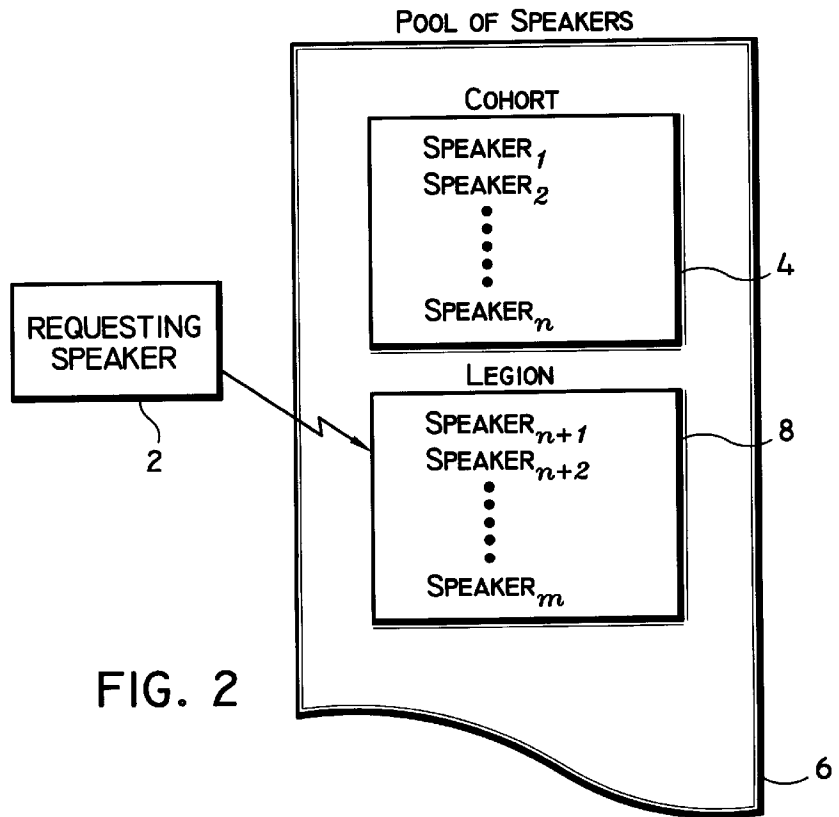 POOL OF SPEAKERS
COHORT
SPEAKER1
SPEAKER2
SPEAKERn
4
REQUESTING
SPEAKER
2
LEGION
SPEAKERn+1
SPEAKERn+2
SPEAKERm
8
FIG. 2
6